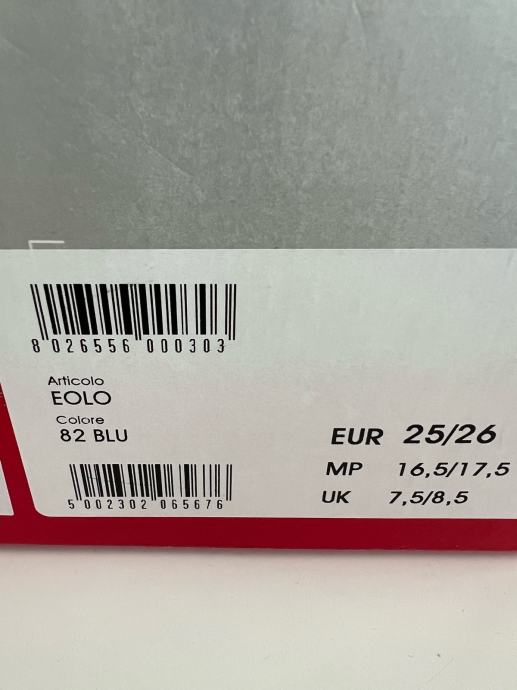 8 026556 000303
Articolo
EOLO
Colore
82 BLU
5 002302 065676
EUR 25/26
MP 16,5/17,5
UK 7,5/8,5